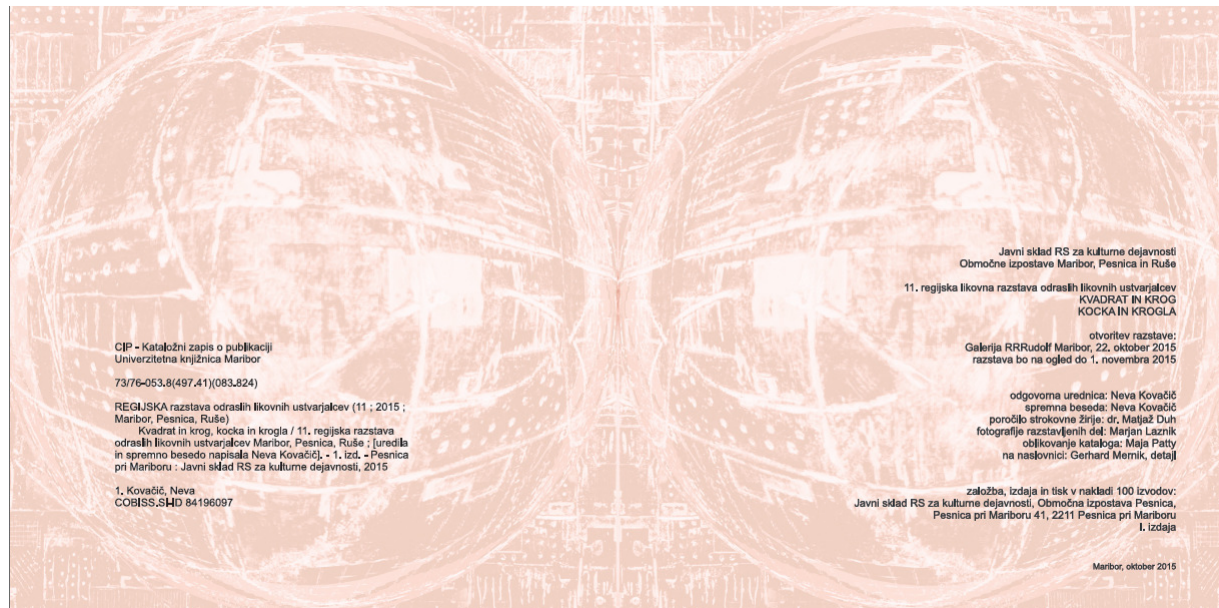 CIP - Kataložni zapis o publikaciji
Univerzitetna knjižnica Maribor
73/76-053.8(497.41)(083.824)
REGIJSKA razstava odraslih likovnih ustvarjalcev (11 ; 2015 ;
Maribor, Pesnica, Ruše)
Kvadrat in krog, kocka in krogla / 11. regijska razstava
odraslih likovnih ustvarjalcev Maribor, Pesnica, Ruše ; [uredila
in spremno besedo napisala Neva Kovačič]. - 1. izd. - Pesnica
pri Mariboru : Javni sklad RS za kulturne dejavnosti, 2015
1. Kovačič, Neva
COBISS.SI-ID 84196097
Javni sklad RS za kulturne dejavnosti
Območne izpostave Maribor, Pesnica in Ruše
11. regijska likovna razstava odraslih likovnih ustvarjalcev
KVADRAT IN KROG
KOCKA IN KROGLA
otvoritev razstave:
Galerija RRRudolf Maribor, 22. oktober 2015
razstava bo na ogled do 1. novembra 2015
odgovorna urednica: Neva Kovačič
spremna beseda: Neva Kovačič
poročilo strokovne žirije: dr. Matjaž Duh
fotografije razstavljenih del: Marjan Laznik
oblikovanje kataloga: Maja Patty
na naslovnici: Gerhard Mernik, detajl
založba, izdaja in tisk v nakladi 100 izvodov:
Javni sklad RS za kulturne dejavnosti, Območna izpostava Pesnica,
Pesnica pri Mariboru 41, 2211 Pesnica pri Mariboru
I. izdaja
Maribor, oktober 2015